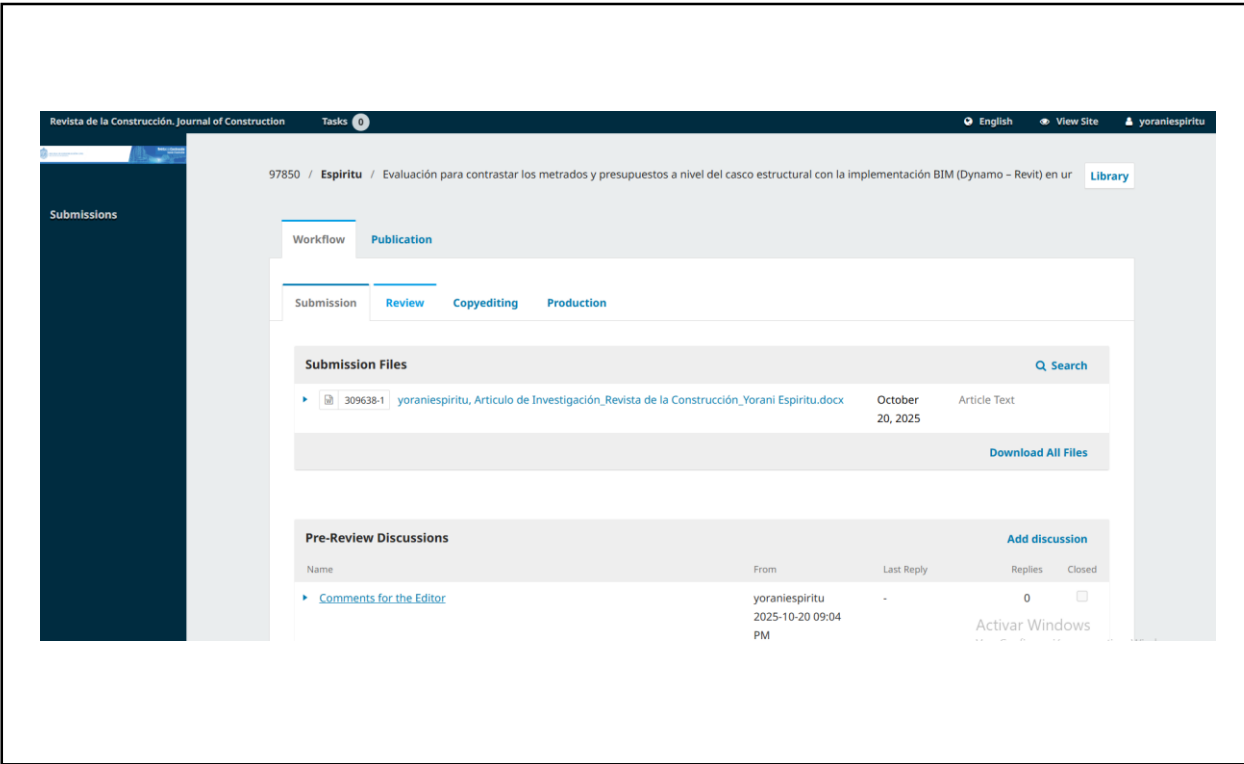 Revista de la Construcción. Journal of Construction Tasks 0 English View Site yoraniespiritu
97850 / Espiritu / Evaluación para contrastar los metrados y presupuestos a nivel del casco estructural con la implementación BIM (Dynamo – Revit) en ur Library
Submissions
Workflow Publication
Submission Review Copyediting Production
Submission Files Search
309638-1 yoraniespiritu, Articulo de Investigación_Revista de la Construcción_Yorani Espiritu.docx October Article Text
20, 2025
Download All Files
Pre-Review Discussions Add discussion
Name From Last Reply Replies Closed
Comments for the Editor yoraniespiritu - 0
2025-10-20 09:04
PM
Activar Windows